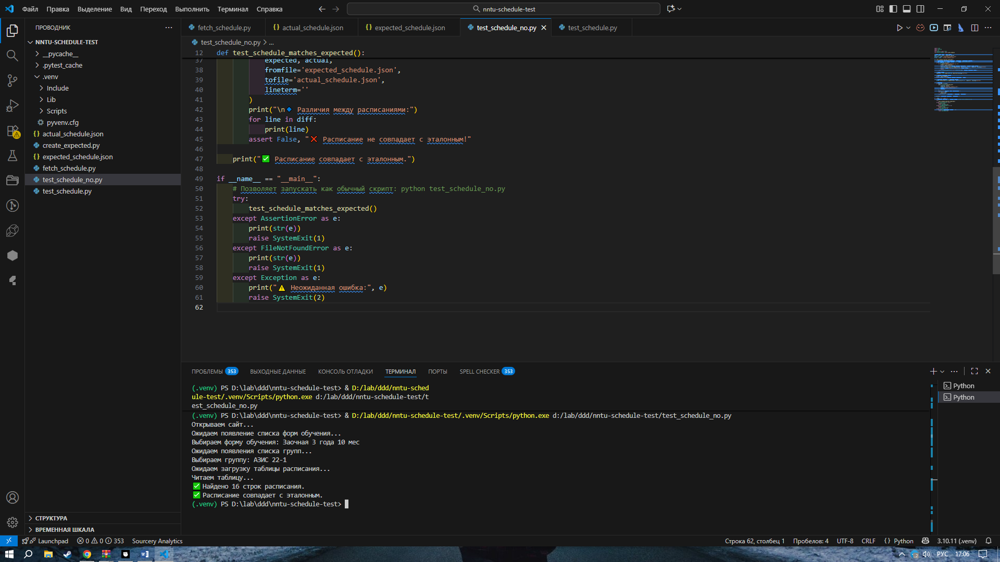 Файл Правка Выделение Вид Переход Выполнить Терминал Справка
nntu-schedule-test
ПРОВОДНИК
NNTU-SCHEDULE-TEST
__pycache__
.pytest_cache
.venv
Include
Lib
Scripts
pyvenv.cfg
actual_schedule.json
create_expected.py
expected_schedule.json
fetch_schedule.py
test_schedule_no.py
test_schedule.py
СТРУКТУРА
ВРЕМЕННАЯ ШКАЛА
fetch_schedule.py actual_schedule.json expected_schedule.json test_schedule_no.py test_schedule.py
test_schedule_no.py > ...
12 def test_schedule_matches_expected():
37 expected, actual,
38 fromfile='expected_schedule.json',
39 tofile='actual_schedule.json',
40 lineterm=''
41 )
42 print("\n🔹 Различия между расписаниями:")
43 for line in diff:
44 print(line)
45 assert False, "❌ Расписание не совпадает с эталонным!"
46
47 print("✅ Расписание совпадает с эталонным.")
48
49 if __name__ == "__main__":
50 # Позволяет запускать как обычный скрипт: python test_schedule_no.py
51 try:
52 test_schedule_matches_expected()
53 except AssertionError as e:
54 print(str(e))
55 raise SystemExit(1)
56 except FileNotFoundError as e:
57 print(str(e))
58 raise SystemExit(1)
59 except Exception as e:
60 print("⚠️ Неожиданная ошибка:", e)
61 raise SystemExit(2)
62
ПРОБЛЕМЫ 353 ВЫХОДНЫЕ ДАННЫЕ КОНСОЛЬ ОТЛАДКИ ТЕРМИНАЛ ПОРТЫ SPELL CHECKER 353
(.venv) PS D:\lab\ddd\nntu-schedule-test> & D:/lab/ddd/nntu-sched
ule-test/.venv/Scripts/python.exe d:/lab/ddd/nntu-schedule-test/t
est_schedule_no.py
(.venv) PS D:\lab\ddd\nntu-schedule-test> & D:/lab/ddd/nntu-schedule-test/.venv/Scripts/python.exe d:/lab/ddd/nntu-schedule-test/test_schedule_no.py
Открываем сайт...
Ожидаем появление списка форм обучения...
Выбираем форму обучения: Заочная 3 года 10 мес
Ожидаем появления списка групп...
Выбираем группу: АЗИС 22-1
Ожидаем загрузку таблицы расписания...
Читаем таблицу...
✅ Найдено 16 строк расписания.
✅ Расписание совпадает с эталонным.
(.venv) PS D:\lab\ddd\nntu-schedule-test>
Python
Python
Launchpad 0 0 353 Sourcery Analytics Строка 62, столбец 1 Пробелов: 4 UTF-8 CRLF {} Python 3.10.11 (.venv)
РУС 17:06